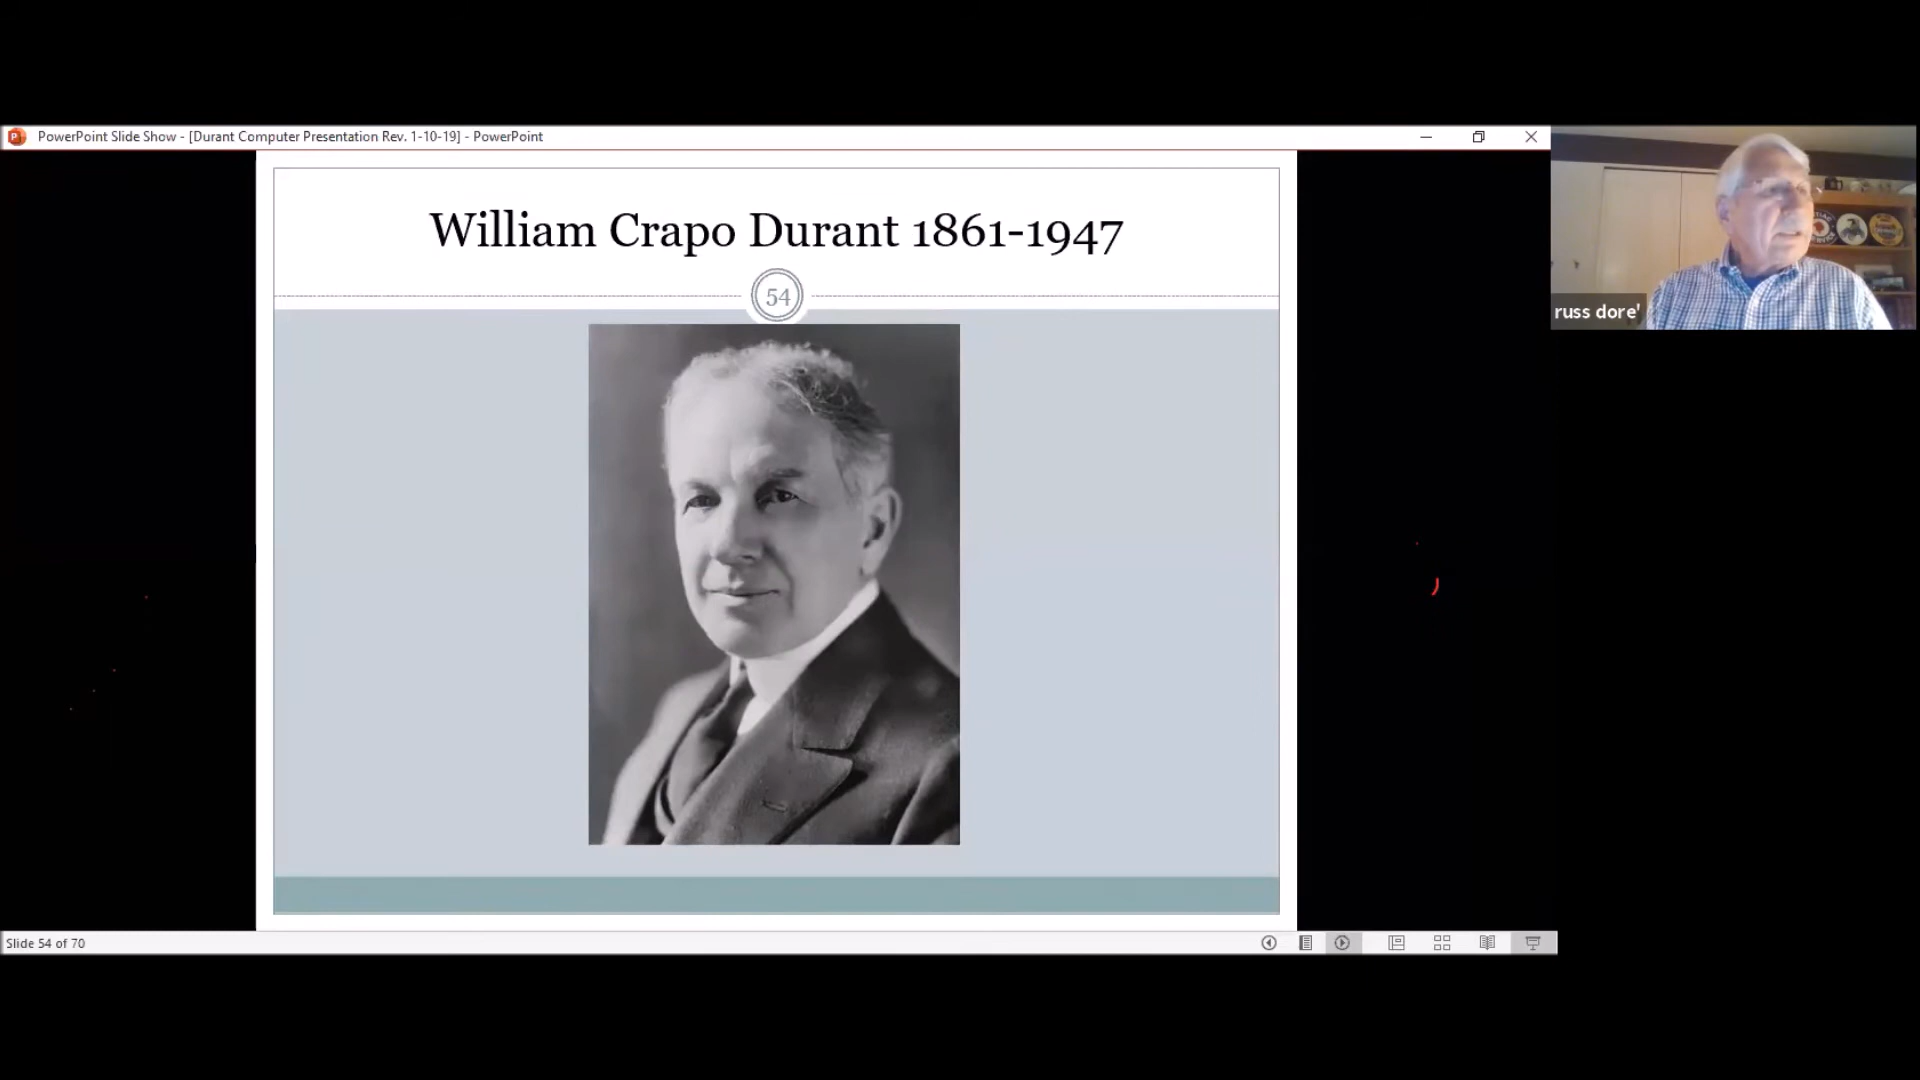 PowerPoint Slide Show - [Durant Computer Presentation Rev. 1-10-19] - PowerPoint
William Crapo Durant 1861-1947
54
russ dore'
Slide 54 of 70